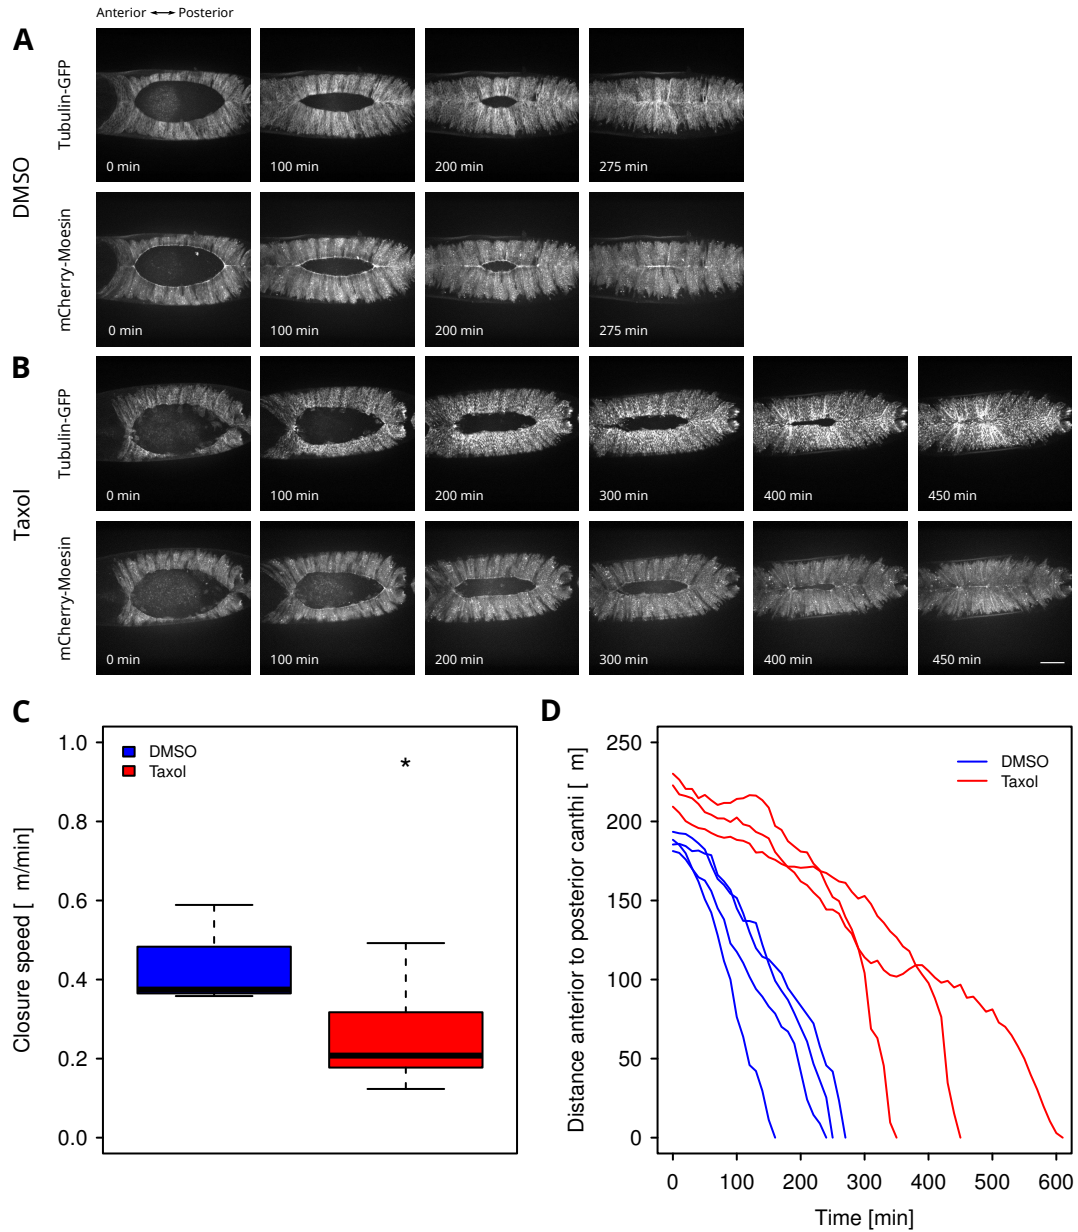 Anterior ↔ Posterior
A
DMSO
Tubulin-GFP
0 min
100 min
200 min
275 min
mCherry-Moesin
0 min
100 min
200 min
275 min
B
Taxol
Tubulin-GFP
0 min
100 min
200 min
300 min
400 min
450 min
mCherry-Moesin
0 min
100 min
200 min
300 min
400 min
450 min
C
Closure speed [ m/min]
1.0
0.8
0.6
0.4
0.2
0.0
DMSO
Taxol
*
D
Distance anterior to posterior canthi [ m]
250
200
150
100
50
0
DMSO
Taxol
0 100 200 300 400 500 600
Time [min]